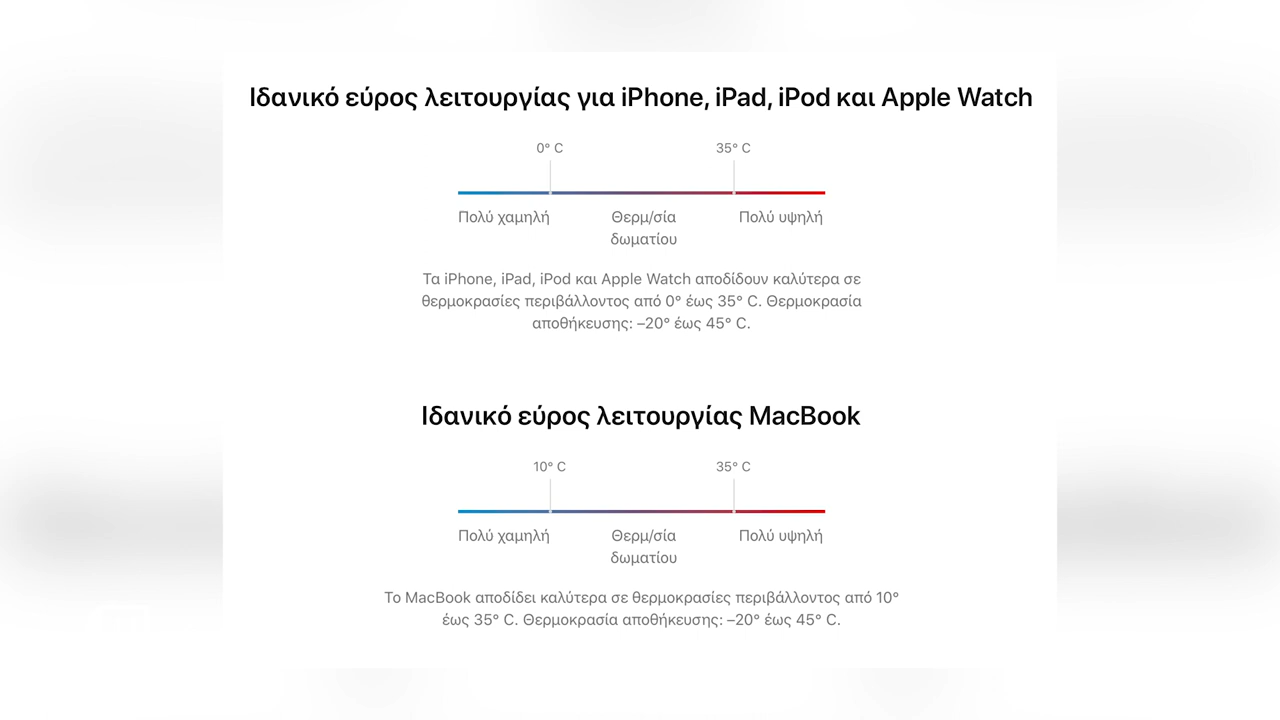 Ιδανικό εύρος λειτουργίας για iPhone, iPad, iPod και Apple Watch
0° C 35° C
Πολύ χαμηλή Θερμ/σία Πολύ υψηλή
δωματίου
Τα iPhone, iPad, iPod και Apple Watch αποδίδουν καλύτερα σε
θερμοκρασίες περιβάλλοντος από 0° έως 35° C. Θερμοκρασία
αποθήκευσης: –20° έως 45° C.
Ιδανικό εύρος λειτουργίας MacBook
10° C 35° C
Πολύ χαμηλή Θερμ/σία Πολύ υψηλή
δωματίου
Το MacBook αποδίδει καλύτερα σε θερμοκρασίες περιβάλλοντος από 10°
έως 35° C. Θερμοκρασία αποθήκευσης: –20° έως 45° C.